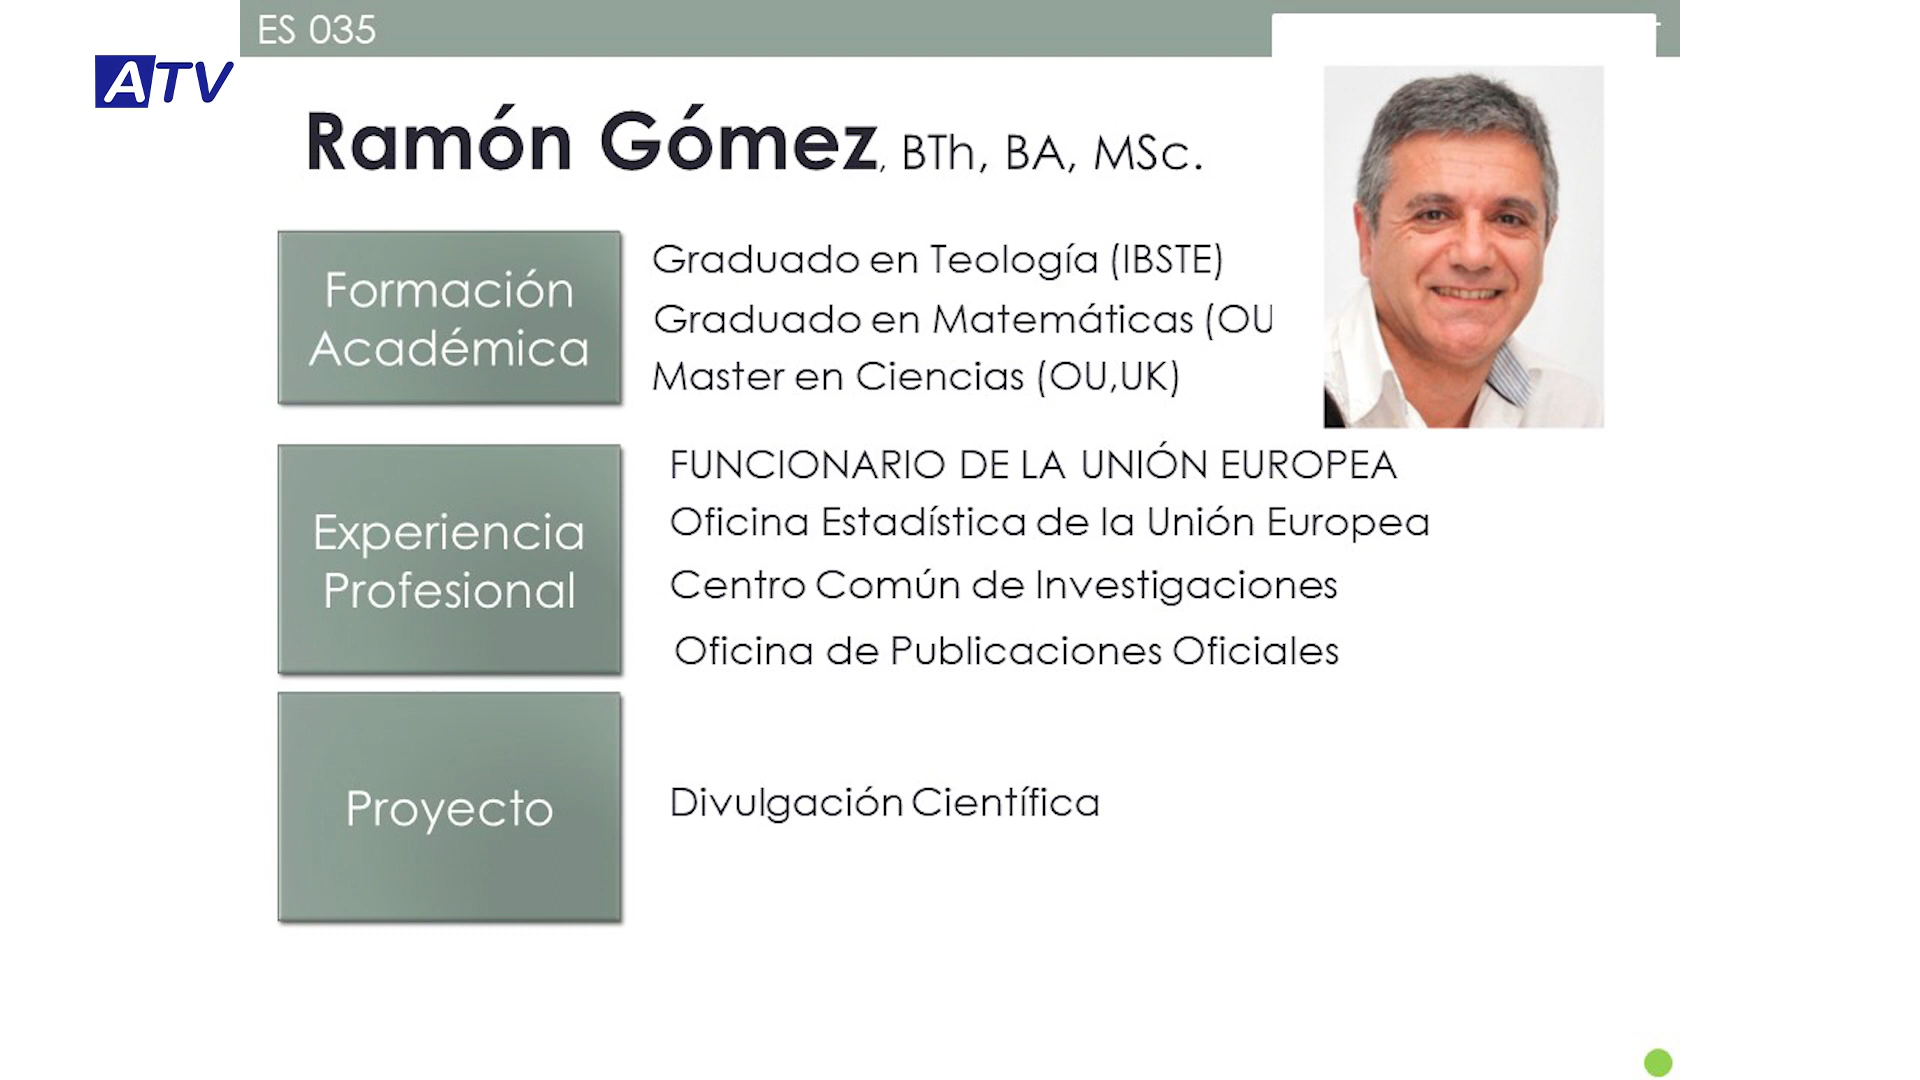 ES 035
ATV
Ramón Gómez, BTh, BA, MSc.
Formación
Académica
Graduado en Teología (IBSTE)
Graduado en Matemáticas (OU
Master en Ciencias (OU,UK)
Experiencia
Profesional
FUNCIONARIO DE LA UNIÓN EUROPEA
Oficina Estadística de la Unión Europea
Centro Común de Investigaciones
Oficina de Publicaciones Oficiales
Proyecto
Divulgación Científica